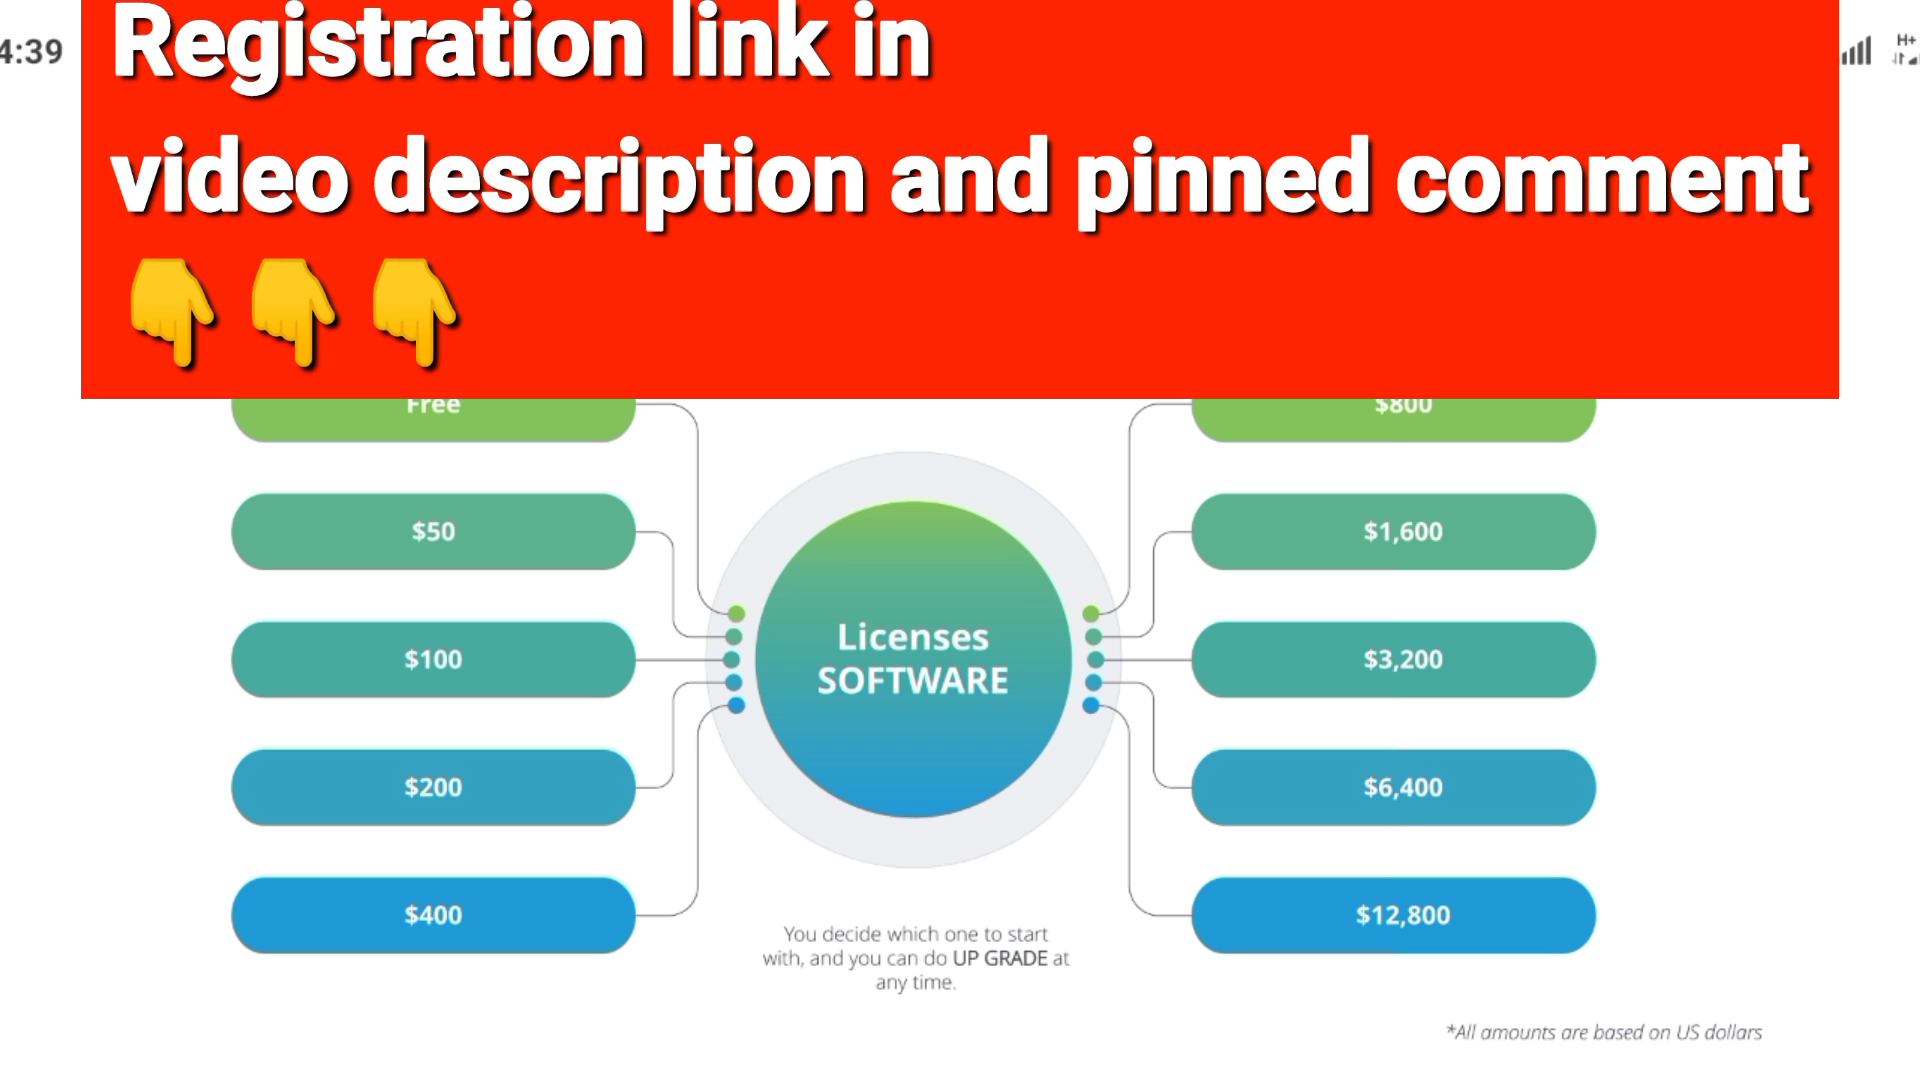 4:39
Registration link in
video description and pinned comment
👇👇👇
H+
Free
$50
$100
$200
$400
Licenses
SOFTWARE
You decide which one to start
with, and you can do UP GRADE at
any time.
$800
$1,600
$3,200
$6,400
$12,800
*All amounts are based on US dollars